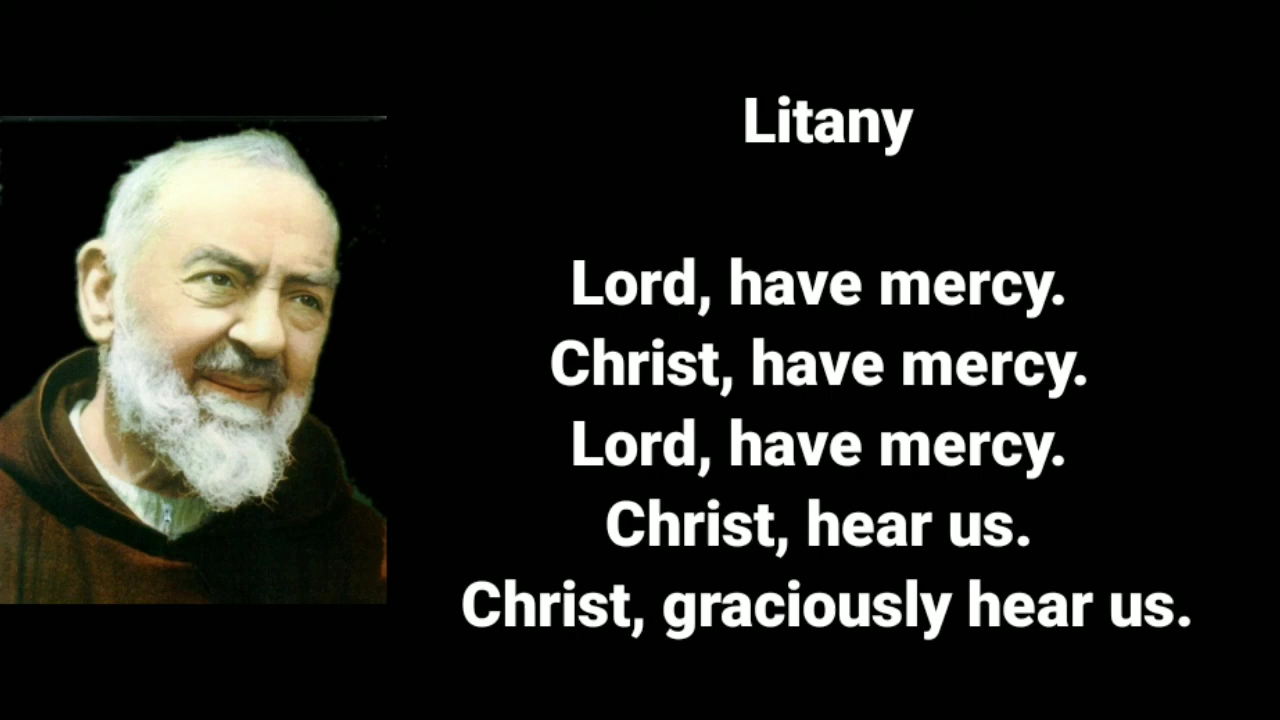 Litany
Lord, have mercy.
Christ, have mercy.
Lord, have mercy.
Christ, hear us.
Christ, graciously hear us.